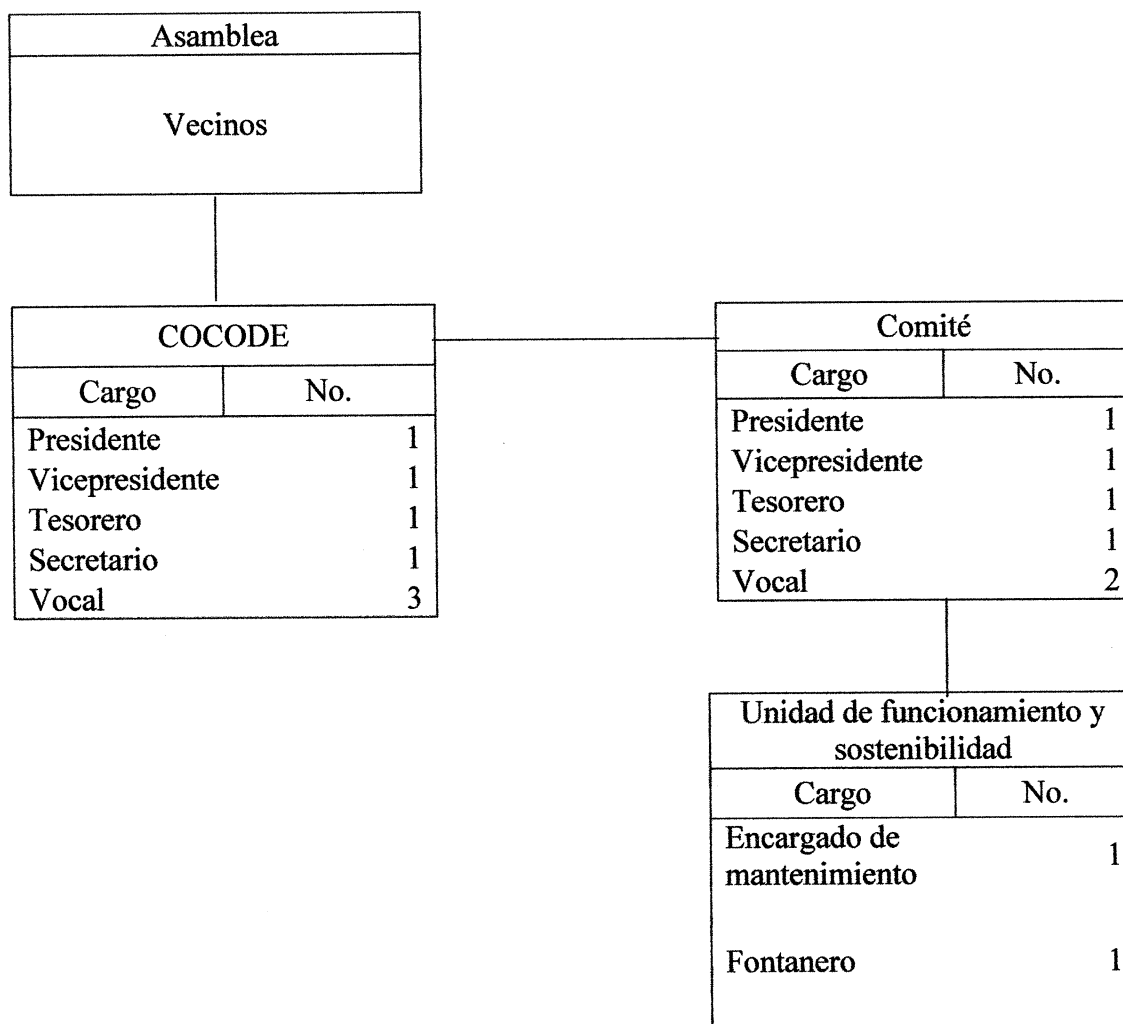 Asamblea
Vecinos
COCODE
Cargo No.
Presidente 1
Vicepresidente 1
Tesorero 1
Secretario 1
Vocal 3
Comité
Cargo No.
Presidente 1
Vicepresidente 1
Tesorero 1
Secretario 1
Vocal 2
Unidad de funcionamiento y
sostenibilidad
Cargo No.
Encargado de
mantenimiento 1
Fontanero 1